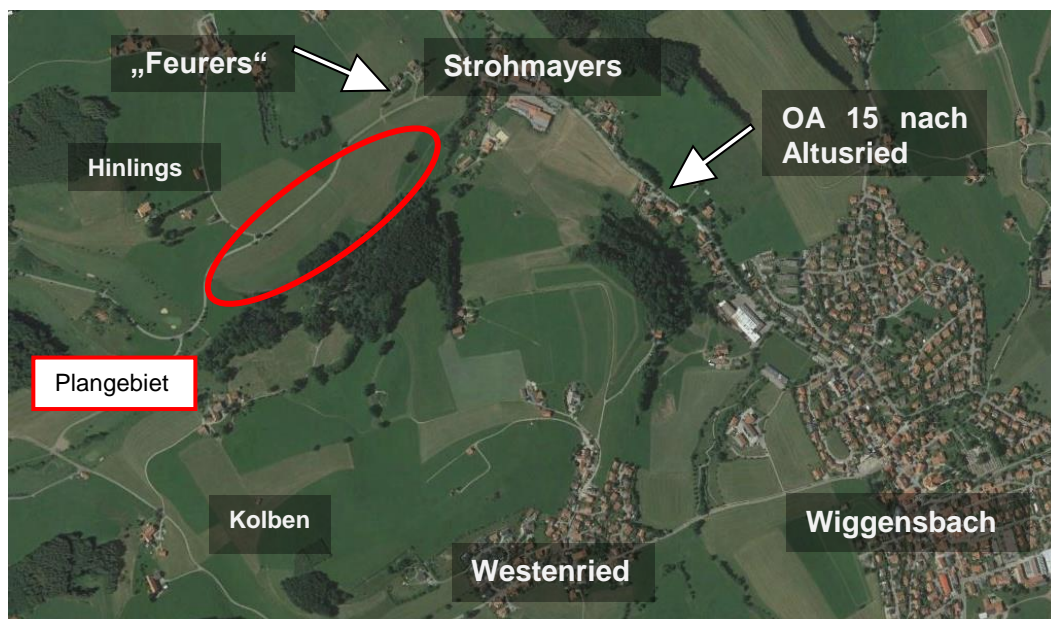 „Feurers“
Strohmayers
OA 15 nach
Altusried
Hinlings
Plangebiet
Kolben
Wiggensbach
Westenried